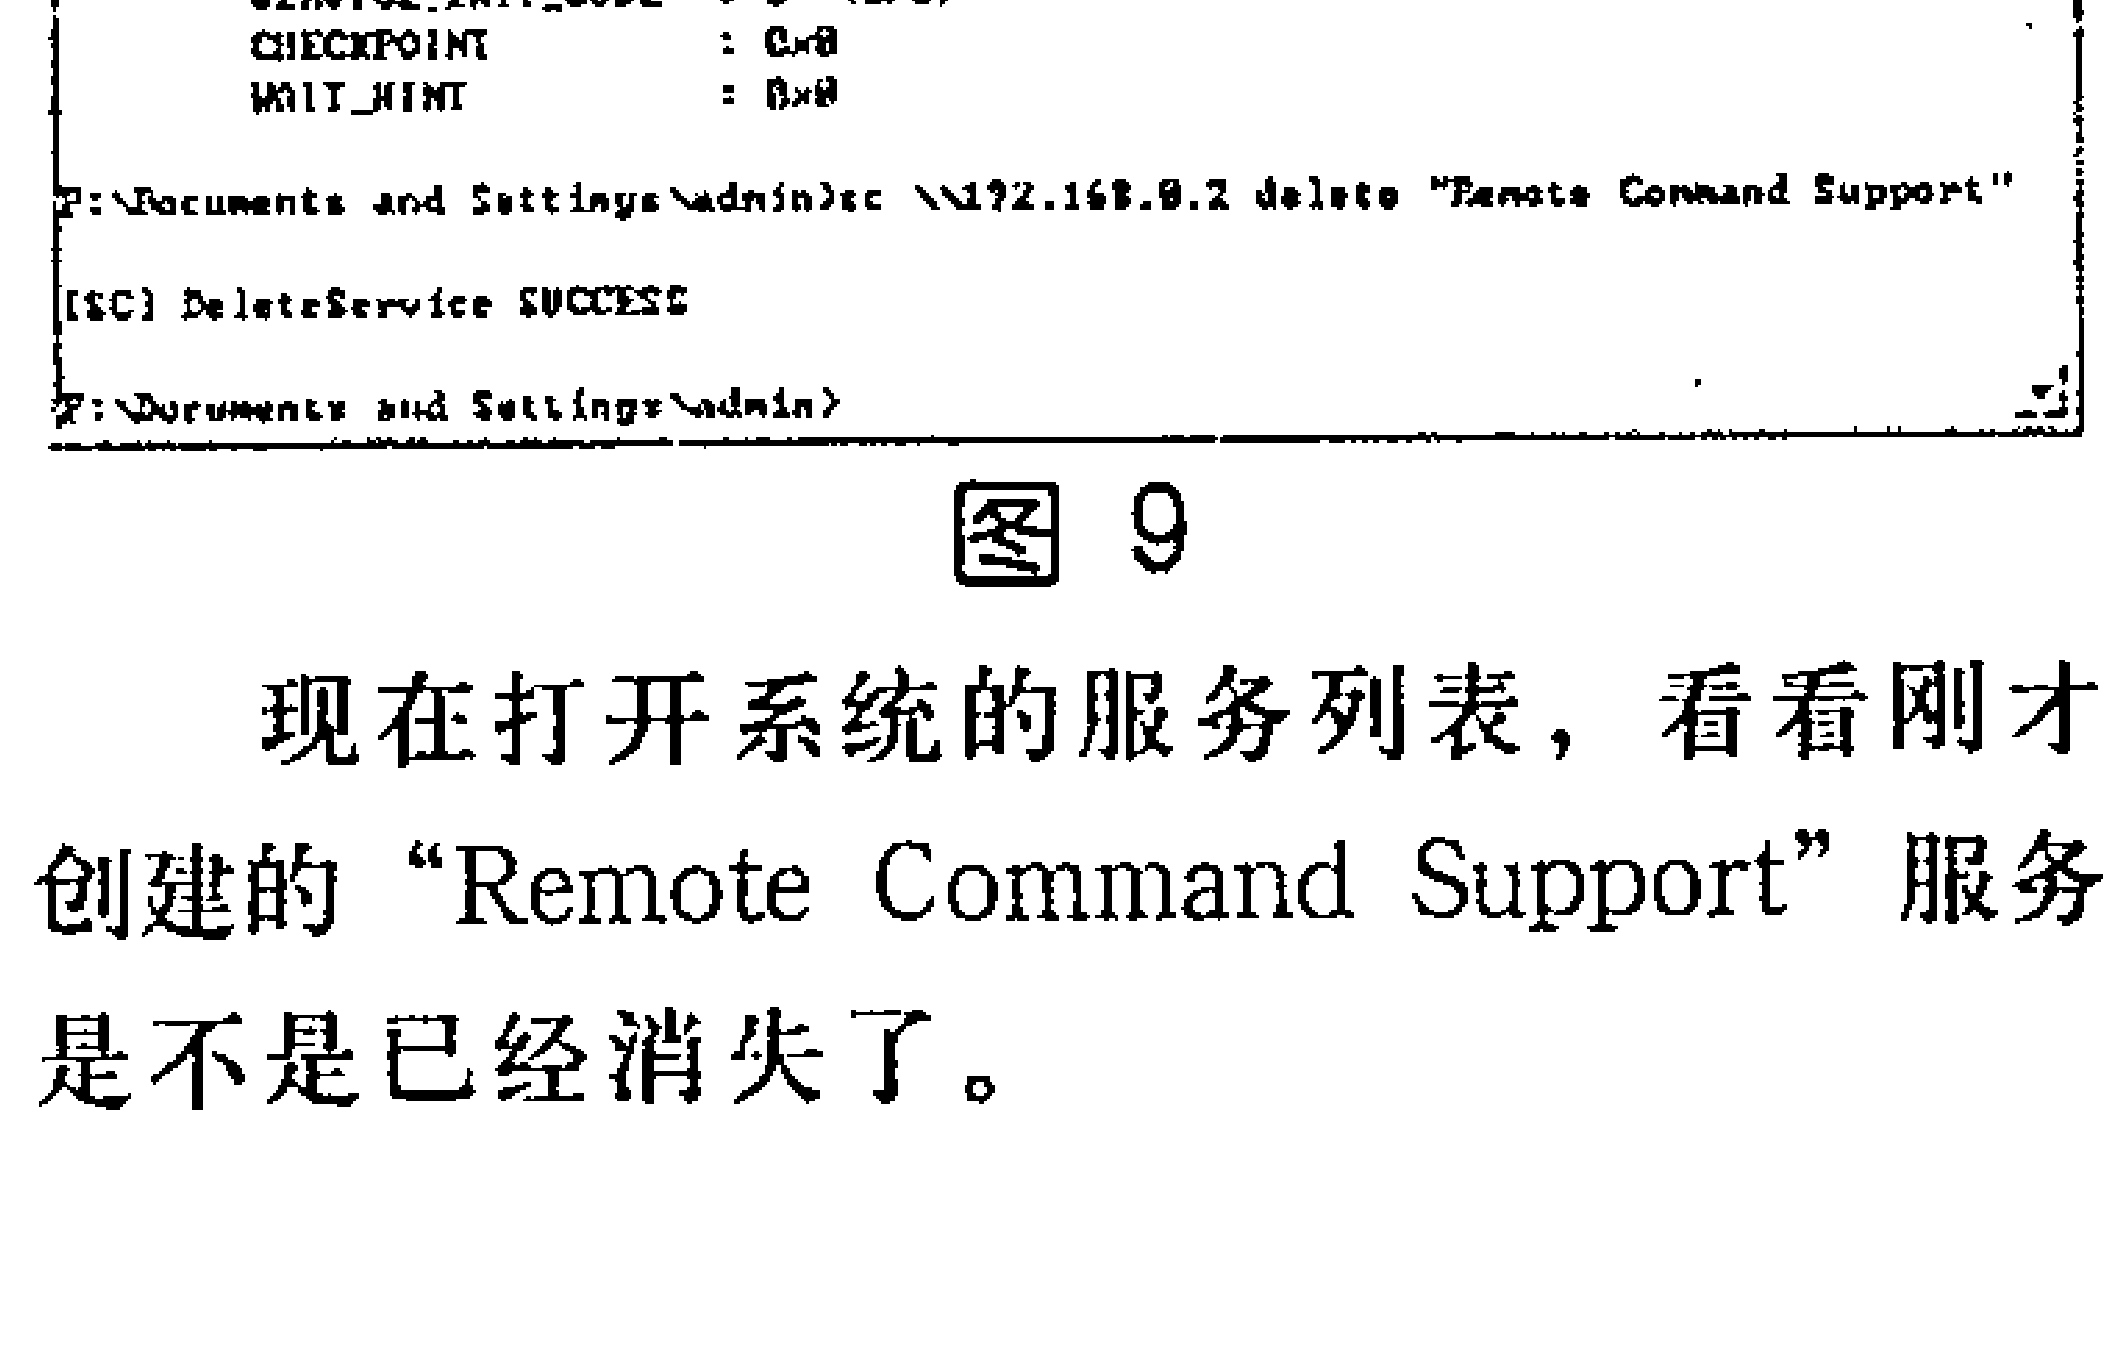 CHECKPOINT : 0x0
WAIT_HINT : 0x0
F:\Documents and Settings\admin>sc \\192.168.0.2 delete "Remote Command Support"
[SC] DeleteService SUCCESS
F:\Documents and Settings\admin>
图 9
现在打开系统的服务列表，看看刚才
创建的“Remote Command Support”服务
是不是已经消失了。